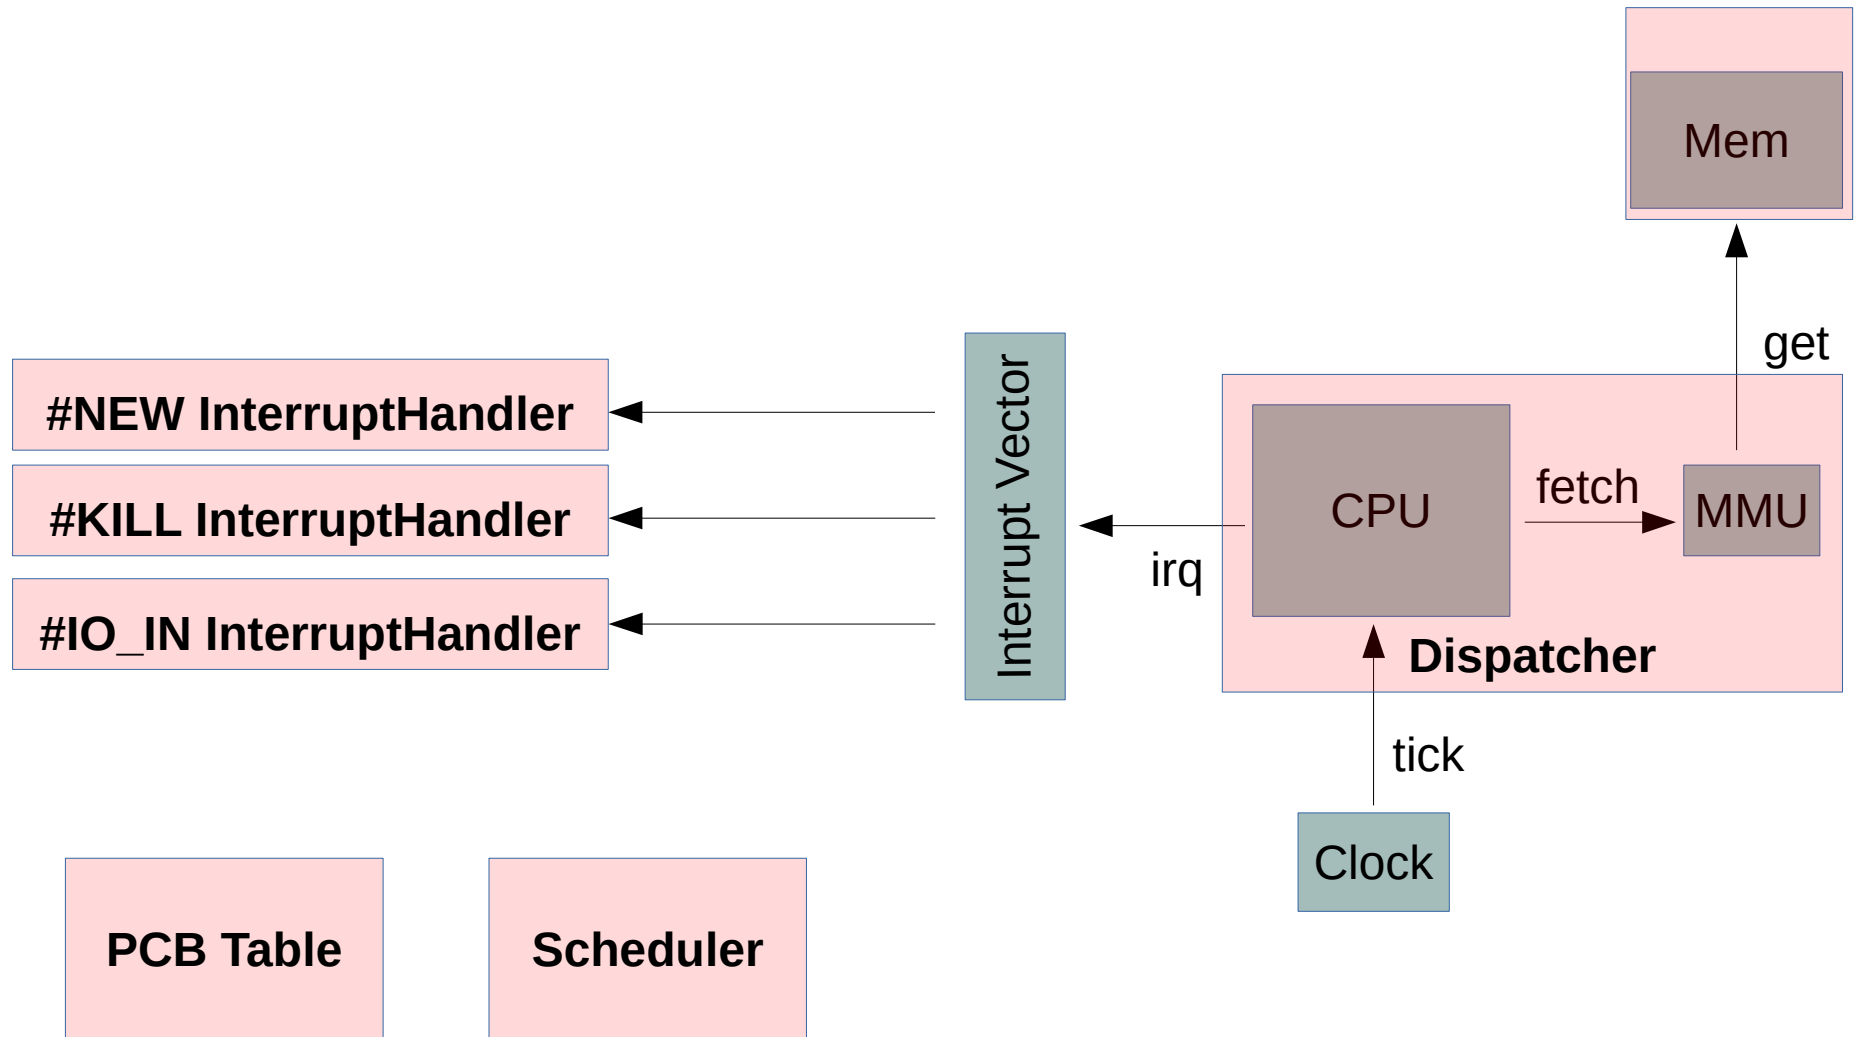 Mem
get
#NEW InterruptHandler
#KILL InterruptHandler
#IO_IN InterruptHandler
Interrupt Vector
irq
CPU
fetch
MMU
Dispatcher
tick
Clock
PCB Table
Scheduler